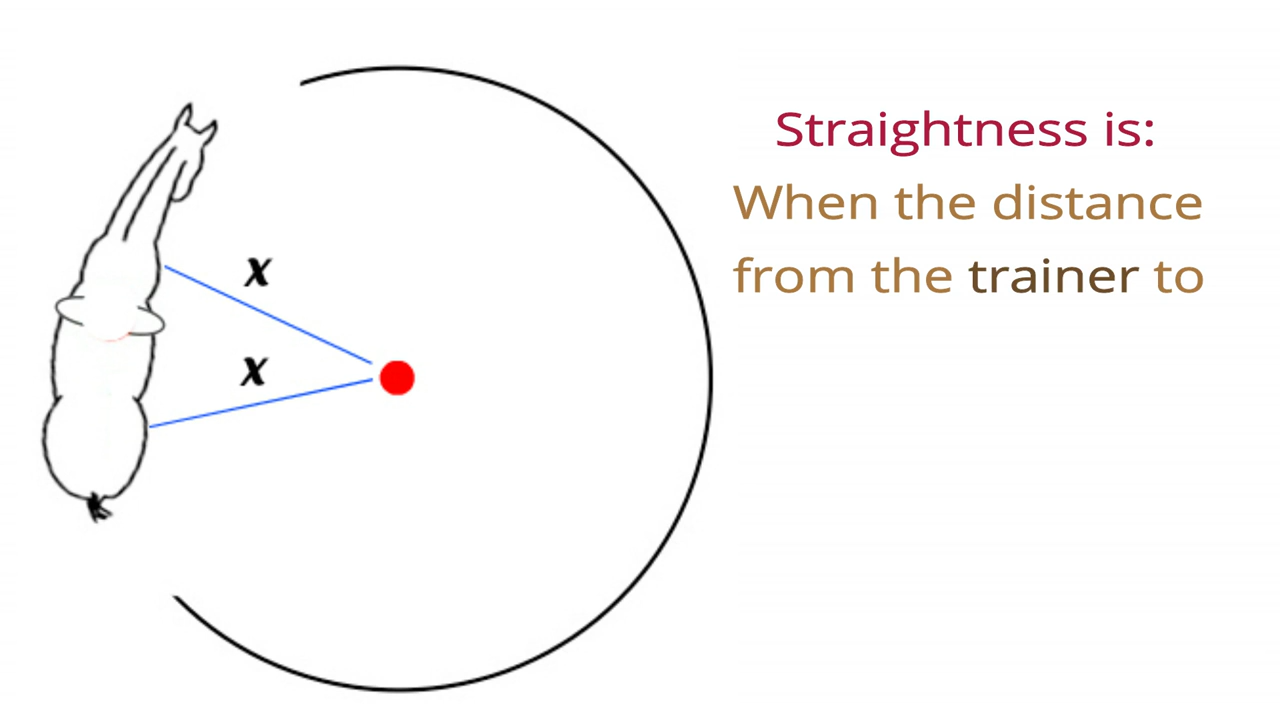 Straightness is:
When the distance
from the trainer to
x
x